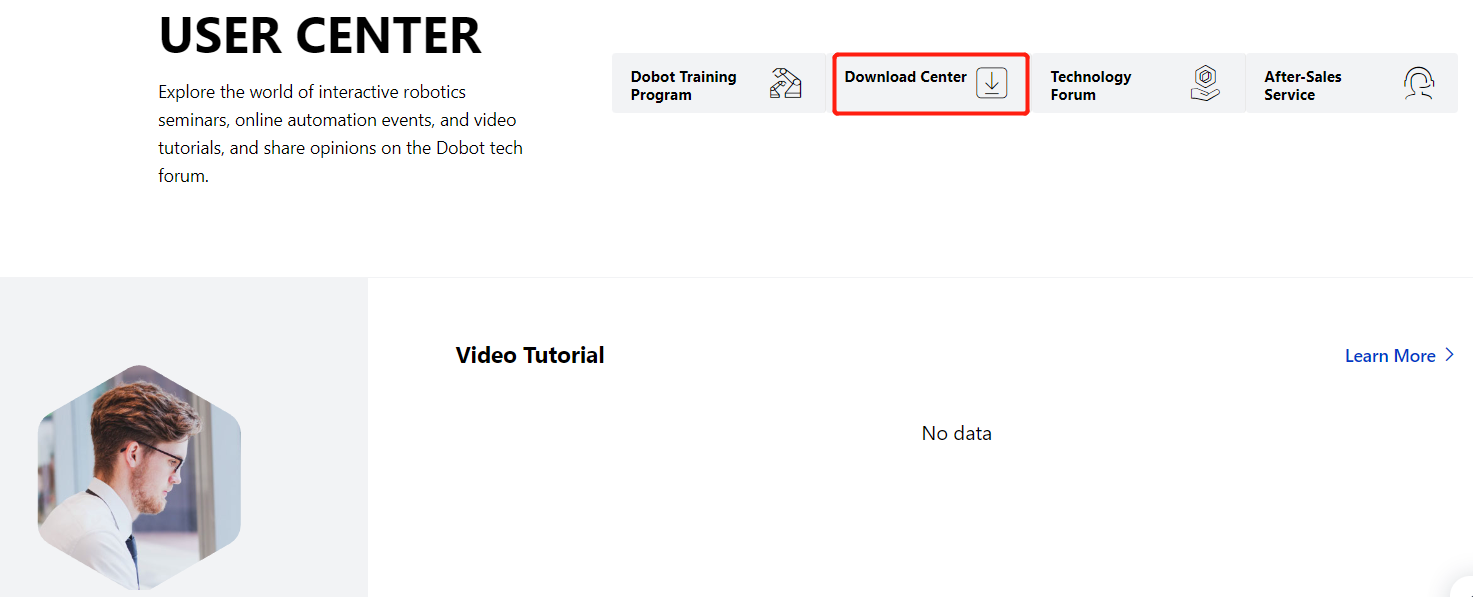 USER CENTER
Explore the world of interactive robotics
seminars, online automation events, and video
tutorials, and share opinions on the Dobot tech
forum.
Dobot Training
Program
Download Center
Technology
Forum
After-Sales
Service
Video Tutorial
Learn More
No data